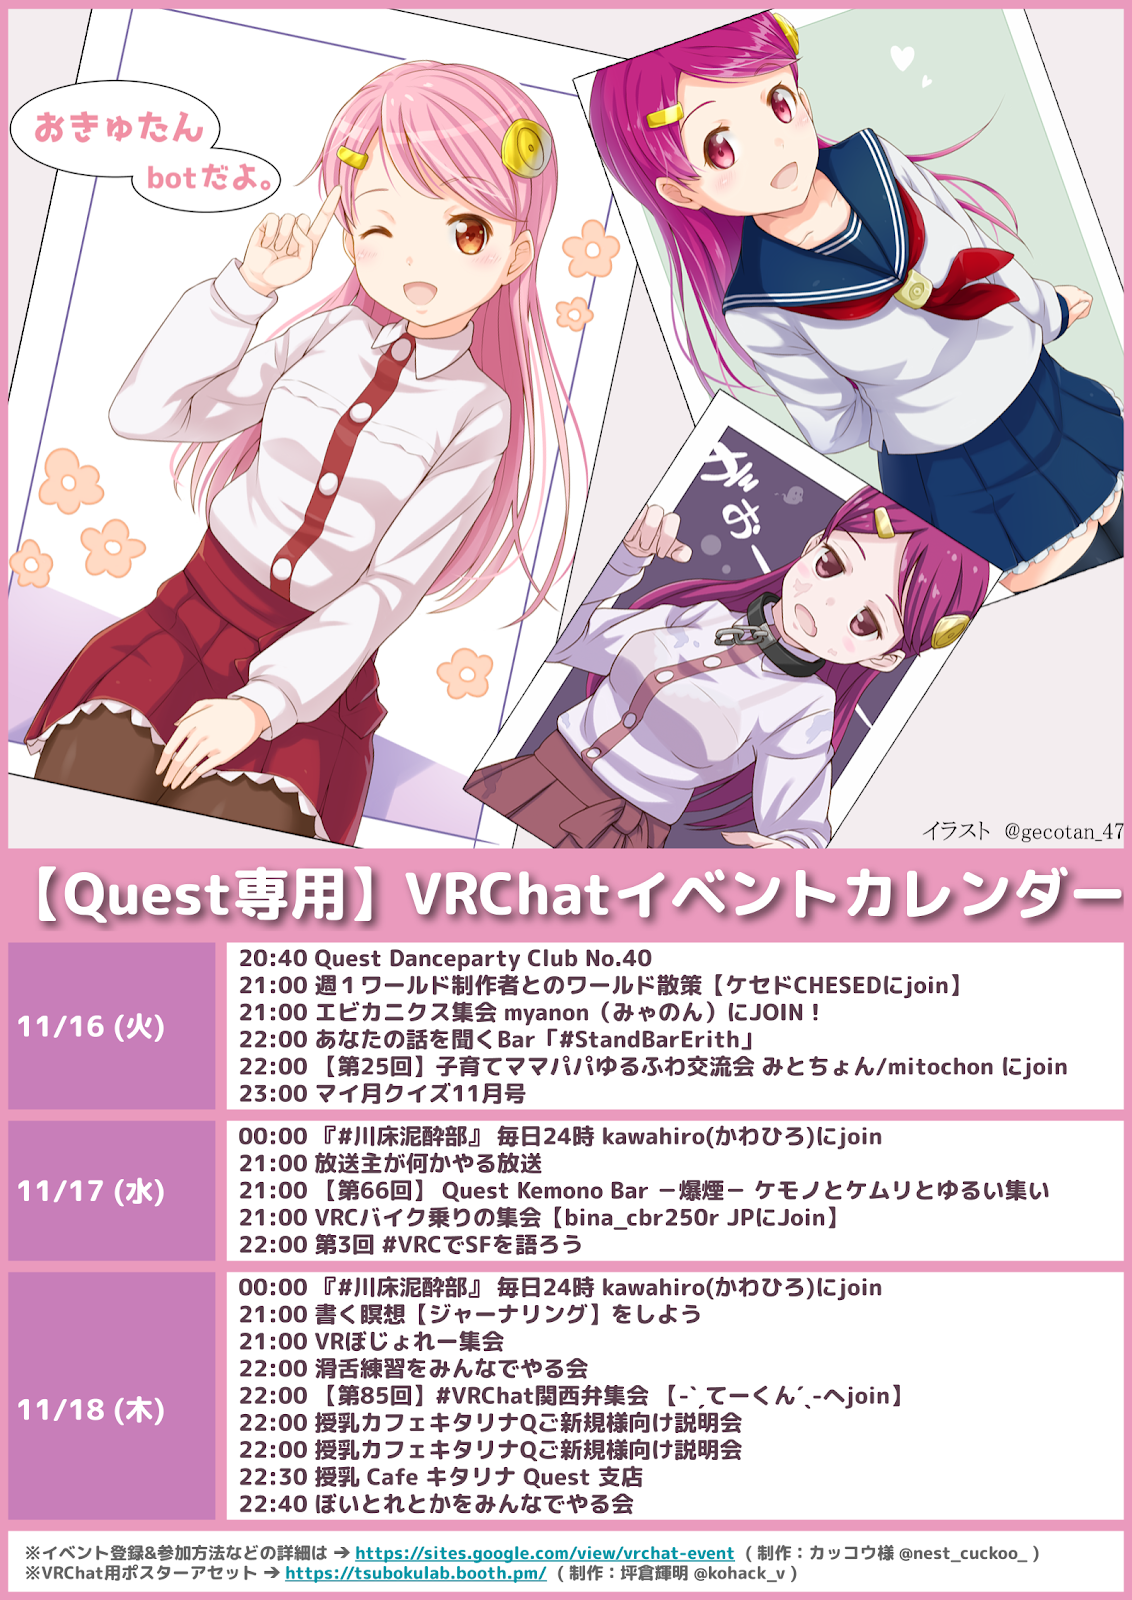 おきゅたん
botだよ。
がおー
イラスト @gecotan_47
【Quest専用】VRChatイベントカレンダー
11/16 (火)
20:40 Quest Danceparty Club No.40
21:00 週１ワールド制作者とのワールド散策【ケセドCHESEDにjoin】
21:00 エビカニクス集会 myanon（みゃのん）にJOIN！
22:00 あなたの話を聞くBar「#StandBarErith」
22:00 【第25回】子育てママパパゆるふわ交流会 みとちょん/mitochon にjoin
23:00 マイ月クイズ11月号
11/17 (水)
00:00 『#川床泥酔部』 毎日24時 kawahiro(かわひろ)にjoin
21:00 放送主が何かやる放送
21:00 【第66回】 Quest Kemono Bar －爆煙－ ケモノとケムリとゆるい集い
21:00 VRCバイク乗りの集会【bina_cbr250r JPにJoin】
22:00 第3回 #VRCでSFを語ろう
11/18 (木)
00:00 『#川床泥酔部』 毎日24時 kawahiro(かわひろ)にjoin
21:00 書く瞑想【ジャーナリング】をしよう
21:00 VRぼじょれー集会
22:00 滑舌練習をみんなでやる会
22:00 【第85回】#VRChat関西弁集会 【-ˋˏてーくんˊˎ-へjoin】
22:00 授乳カフェキタリナQご新規様向け説明会
22:00 授乳カフェキタリナQご新規様向け説明会
22:30 授乳 Cafe キタリナ Quest 支店
22:40 ぼいとれとかをみんなでやる会
※イベント登録&参加方法などの詳細は → https://sites.google.com/view/vrchat-event （制作：カッコウ様 @nest_cuckoo_）
※VRChat用ポスターアセット → https://tsubokulab.booth.pm/ （制作：坪倉輝明 @kohack_v）